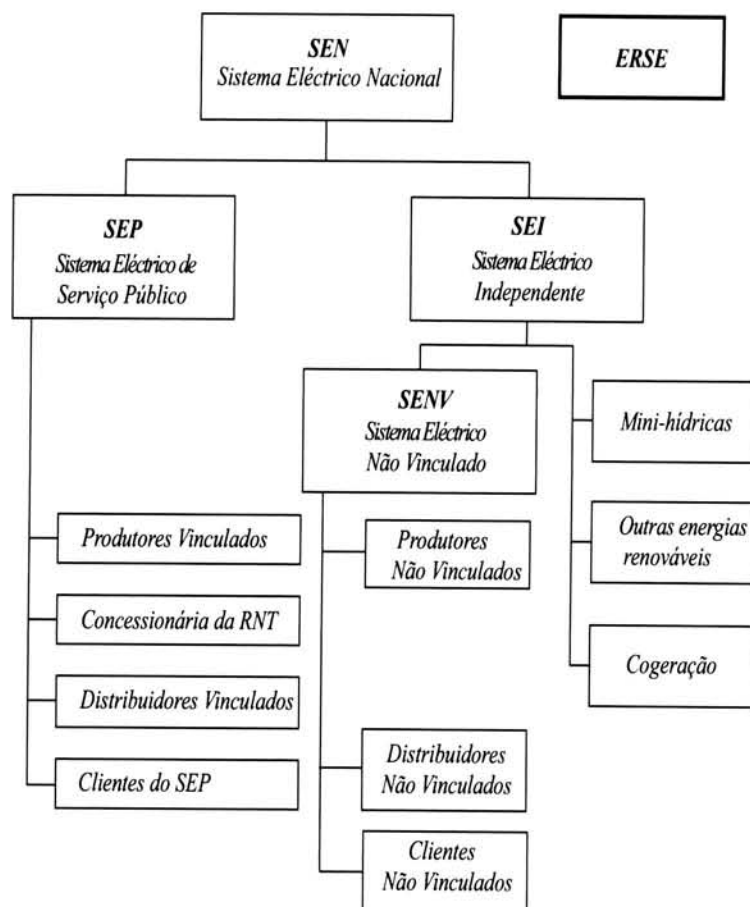 SEN
Sistema Eléctrico Nacional
ERSE
SEP
Sistema Eléctrico de
Serviço Público
SEI
Sistema Eléctrico
Independente
SENV
Sistema Eléctrico
Não Vinculado
Mini-hídricas
Outras energias
renováveis
Cogeração
Produtores Vinculados
Concessionária da RNT
Distribuidores Vinculados
Clientes do SEP
Produtores
Não Vinculados
Distribuidores
Não Vinculados
Clientes
Não Vinculados